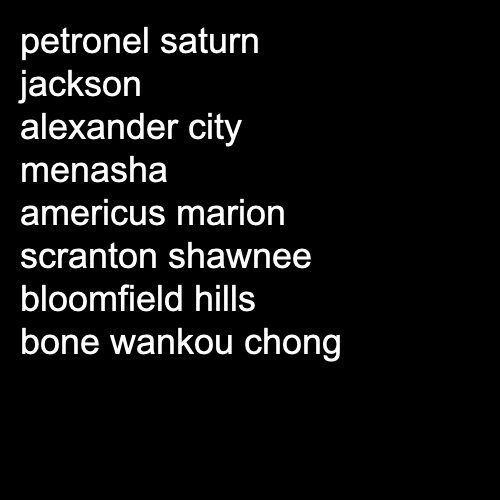 petronel saturn
jackson
alexander city
menasha
americus marion
scranton shawnee
bloomfield hills
bone wankou chong